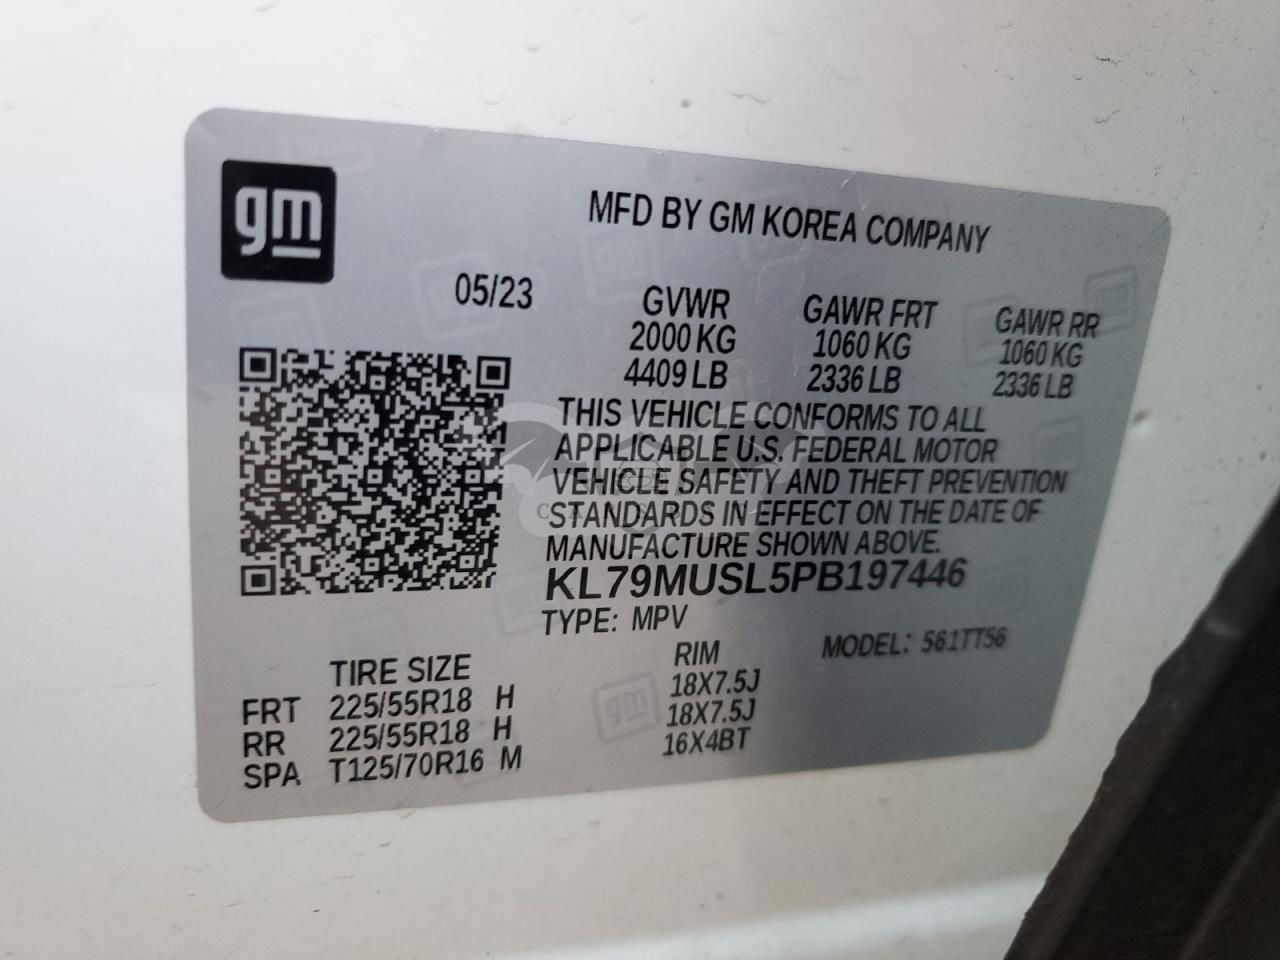 gm
MFD BY GM KOREA COMPANY
05/23
GVWR GAWR FRT GAWR RR
2000 KG 1060 KG 1060 KG
4409 LB 2336 LB 2336 LB
THIS VEHICLE CONFORMS TO ALL
APPLICABLE U.S. FEDERAL MOTOR
VEHICLE SAFETY AND THEFT PREVENTION
STANDARDS IN EFFECT ON THE DATE OF
MANUFACTURE SHOWN ABOVE.
KL79MUSL5PB197446
TYPE: MPV MODEL: 561TT56
TIRE SIZE RIM
FRT 225/55R18 H 18X7.5J
RR 225/55R18 H 18X7.5J
SPA T125/70R16 M 16X4BT